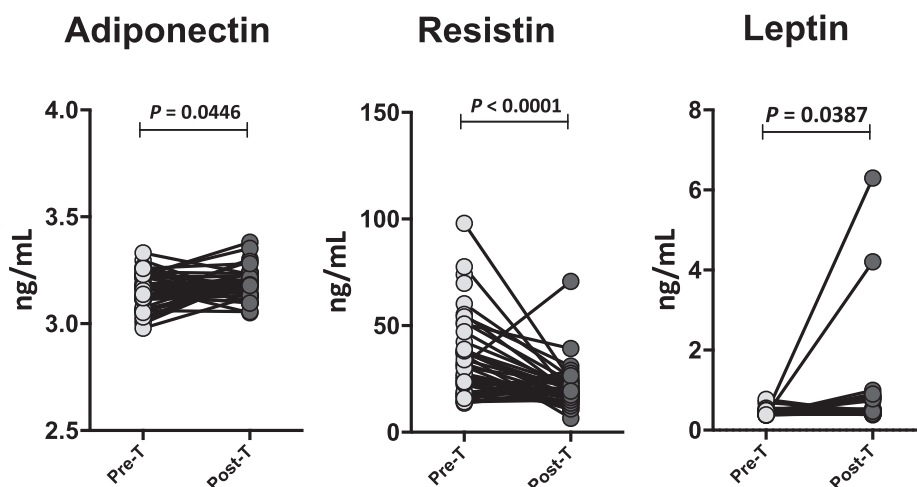 Adiponectin
P = 0.0446
4.0
3.5
3.0
2.5
ng/mL
Pre-T
Post-T
Resistin
P < 0.0001
150
100
50
0
ng/mL
Pre-T
Post-T
Leptin
P = 0.0387
8
6
4
2
0
ng/mL
Pre-T
Post-T